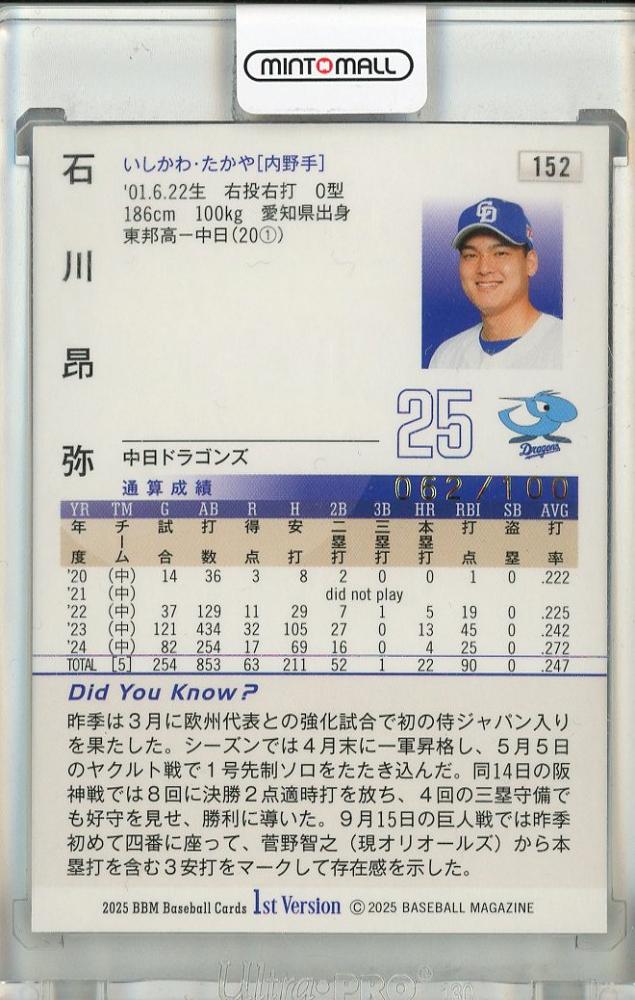 MINTOMALL
石川昂弥
いしかわ・たかや[内野手]
'01.6.22生 右投右打 O型
186cm 100kg 愛知県出身
東邦高ー中日(20①)
152
CD
25
Dragons
中日ドラゴンズ
通算成績
062/100
YR TM G AB R H 2B 3B HR RBI SB AVG
年度 チーム 試合 打数 得点 安打 二塁打 三塁打 本塁打 打点 盗塁 打率
'20 (中) 14 36 3 8 2 0 0 1 0 .222
'21 (中) did not play
'22 (中) 37 129 11 29 7 1 5 19 0 .225
'23 (中) 121 434 32 105 27 0 13 45 0 .242
'24 (中) 82 254 17 69 16 0 4 25 0 .272
TOTAL [5] 254 853 63 211 52 1 22 90 0 .247
Did You Know?
昨季は3月に欧州代表との強化試合で初の侍ジャパン入り
を果たした。シーズンでは4月末に一軍昇格し、5月5日
のヤクルト戦で1号先制ソロをたたき込んだ。同14日の阪
神戦では8回に決勝2点適時打を放ち、4回の三塁守備で
も好守を見せ、勝利に導いた。9月15日の巨人戦では昨季
初めて四番に座って、菅野智之(現オリオールズ)から本
塁打を含む3安打をマークして存在感を示した。
2025 BBM Baseball Cards 1st Version © 2025 BASEBALL MAGAZINE
Ultra·PRO® 130